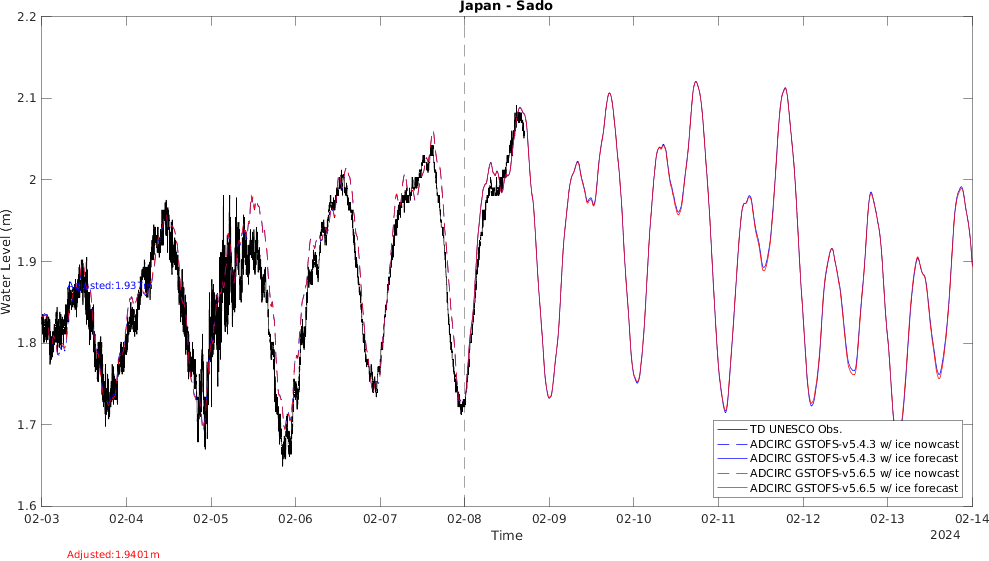 Japan - Sado
Water Level (m)
2.2
2.1
2
1.9
1.8
1.7
1.6
Adjusted:1.937m
TD UNESCO Obs.
ADCIRC GSTOFS-v5.4.3 w/ ice nowcast
ADCIRC GSTOFS-v5.4.3 w/ ice forecast
ADCIRC GSTOFS-v5.6.5 w/ ice nowcast
ADCIRC GSTOFS-v5.6.5 w/ ice forecast
02-03 02-04 02-05 02-06 02-07 02-08 02-09 02-10 02-11 02-12 02-13 02-14
Time
2024
Adjusted:1.9401m